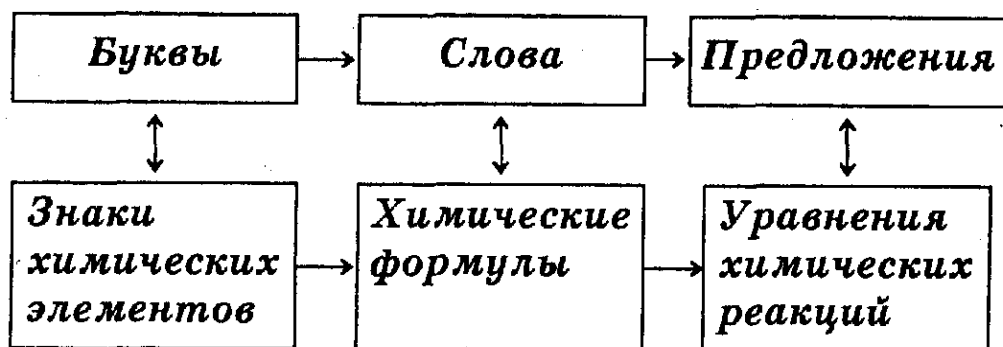 Буквы
Слова
Предложения
Знаки
химических
элементов
Химические
формулы
Уравнения
химических
реакций